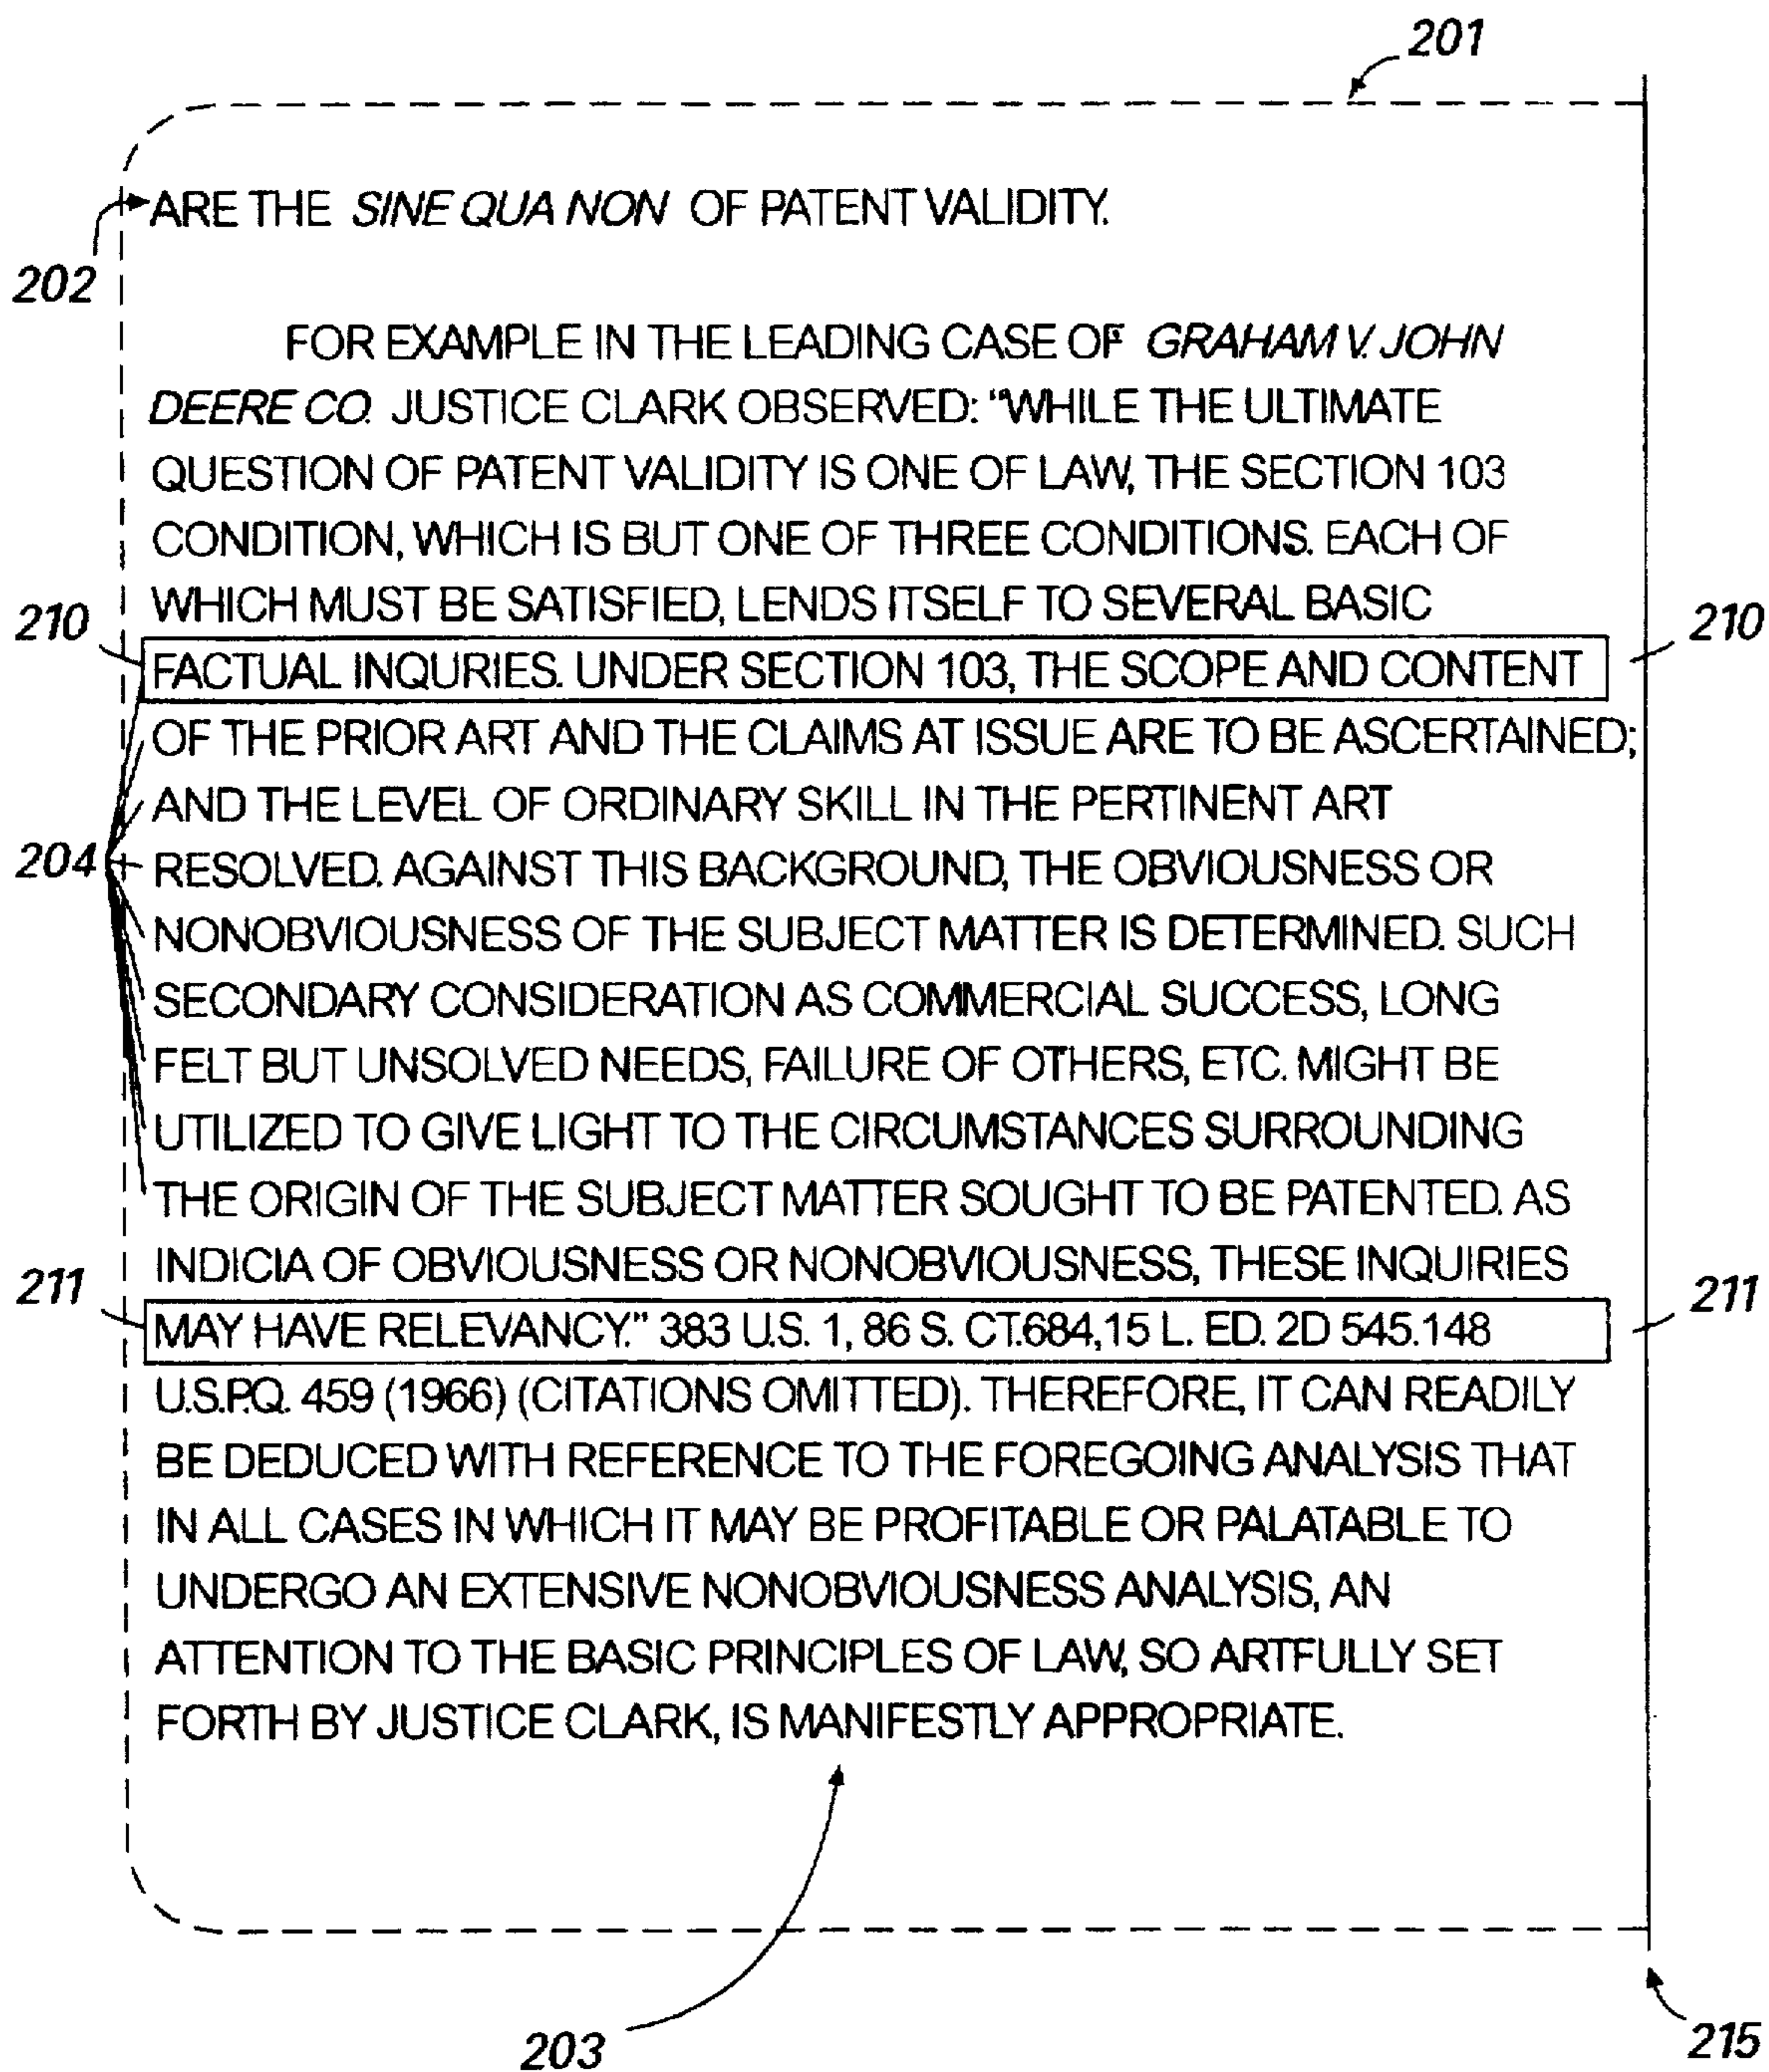 201
ARE THE SINE QUA NON OF PATENT VALIDITY.
202
FOR EXAMPLE IN THE LEADING CASE OF GRAHAM V. JOHN
DEERE CO. JUSTICE CLARK OBSERVED: "WHILE THE ULTIMATE
QUESTION OF PATENT VALIDITY IS ONE OF LAW, THE SECTION 103
CONDITION, WHICH IS BUT ONE OF THREE CONDITIONS. EACH OF
WHICH MUST BE SATISFIED, LENDS ITSELF TO SEVERAL BASIC
210 210
FACTUAL INQURIES. UNDER SECTION 103, THE SCOPE AND CONTENT
OF THE PRIOR ART AND THE CLAIMS AT ISSUE ARE TO BE ASCERTAINED;
AND THE LEVEL OF ORDINARY SKILL IN THE PERTINENT ART
204 RESOLVED. AGAINST THIS BACKGROUND, THE OBVIOUSNESS OR
NONOBVIOUSNESS OF THE SUBJECT MATTER IS DETERMINED. SUCH
SECONDARY CONSIDERATION AS COMMERCIAL SUCCESS, LONG
FELT BUT UNSOLVED NEEDS, FAILURE OF OTHERS, ETC. MIGHT BE
UTILIZED TO GIVE LIGHT TO THE CIRCUMSTANCES SURROUNDING
THE ORIGIN OF THE SUBJECT MATTER SOUGHT TO BE PATENTED. AS
INDICIA OF OBVIOUSNESS OR NONOBVIOUSNESS, THESE INQUIRIES
211 211
MAY HAVE RELEVANCY." 383 U.S. 1, 86 S. CT.684,15 L. ED. 2D 545.148
U.S.P.Q. 459 (1966) (CITATIONS OMITTED). THEREFORE, IT CAN READILY
BE DEDUCED WITH REFERENCE TO THE FOREGOING ANALYSIS THAT
IN ALL CASES IN WHICH IT MAY BE PROFITABLE OR PALATABLE TO
UNDERGO AN EXTENSIVE NONOBVIOUSNESS ANALYSIS, AN
ATTENTION TO THE BASIC PRINCIPLES OF LAW, SO ARTFULLY SET
FORTH BY JUSTICE CLARK, IS MANIFESTLY APPROPRIATE.
203
215